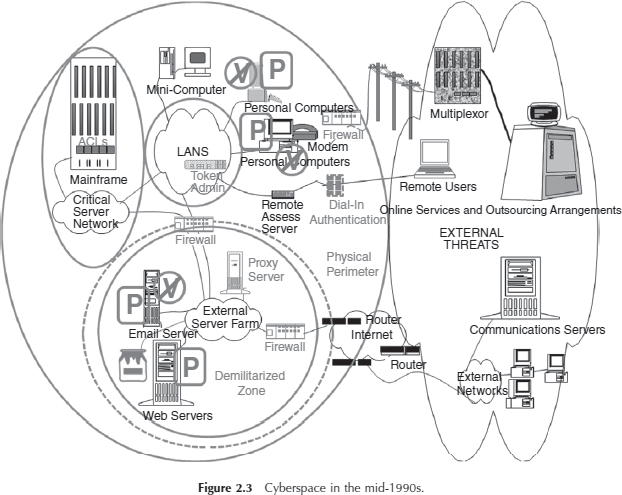 Mini-Computer
V
P
Personal Computers
P
Firewall
Modem
V
Personal Computers
Multiplexor
ACLs
Mainframe
LANS
Token
Admin
Critical
Server
Network
Firewall
Remote
Assess
Server
Dial-In
Authentication
Remote Users
Online Services and Outsourcing Arrangements
EXTERNAL
THREATS
Proxy
Server
Physical
Perimeter
P
V
Email Server
External
Server Farm
Firewall
Router
Internet
Router
Communications Servers
P
Demilitarized
Zone
Web Servers
External
Networks
Figure 2.3 Cyberspace in the mid-1990s.